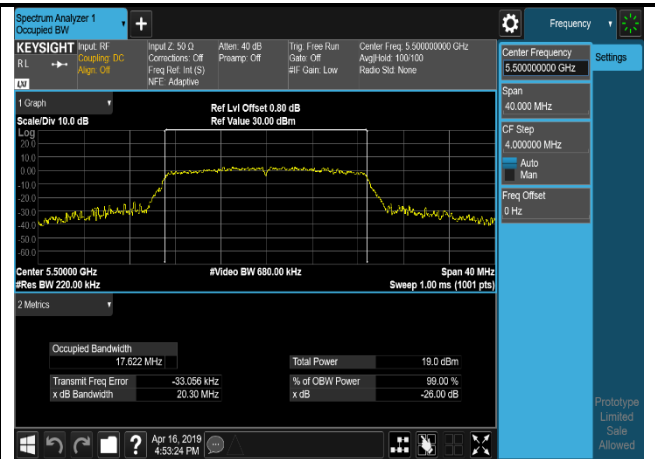 Spectrum Analyzer 1
Occupied BW
Frequency
KEYSIGHT Input: RF Input Z: 50 Ω Atten: 40 dB Trig: Free Run Center Freq: 5.500000000 GHz
RL Coupling: DC Corrections: Off Preamp: Off Gate: Off Avg|Hold: 100/100
Align: Off Freq Ref: Int (S) #IF Gain: Low Radio Std: None
LXI NFE: Adaptive
Center Frequency
5.500000000 GHz
Settings
Span
40.000 MHz
CF Step
4.000000 MHz
Auto
Man
Freq Offset
0 Hz
1 Graph
Ref Lvl Offset 0.80 dB
Scale/Div 10.0 dB Ref Value 30.00 dBm
Log
20.0
10.0
0.00
-10.0
-20.0
-30.0
-40.0
-50.0
-60.0
Center 5.50000 GHz #Video BW 680.00 kHz Span 40 MHz
#Res BW 220.00 kHz Sweep 1.00 ms (1001 pts)
2 Metrics
Occupied Bandwidth
17.622 MHz Total Power 19.0 dBm
Transmit Freq Error -33.056 kHz % of OBW Power 99.00 %
x dB Bandwidth 20.30 MHz x dB -26.00 dB
Prototype
Limited
Sale
Allowed
Apr 16, 2019
4:53:24 PM